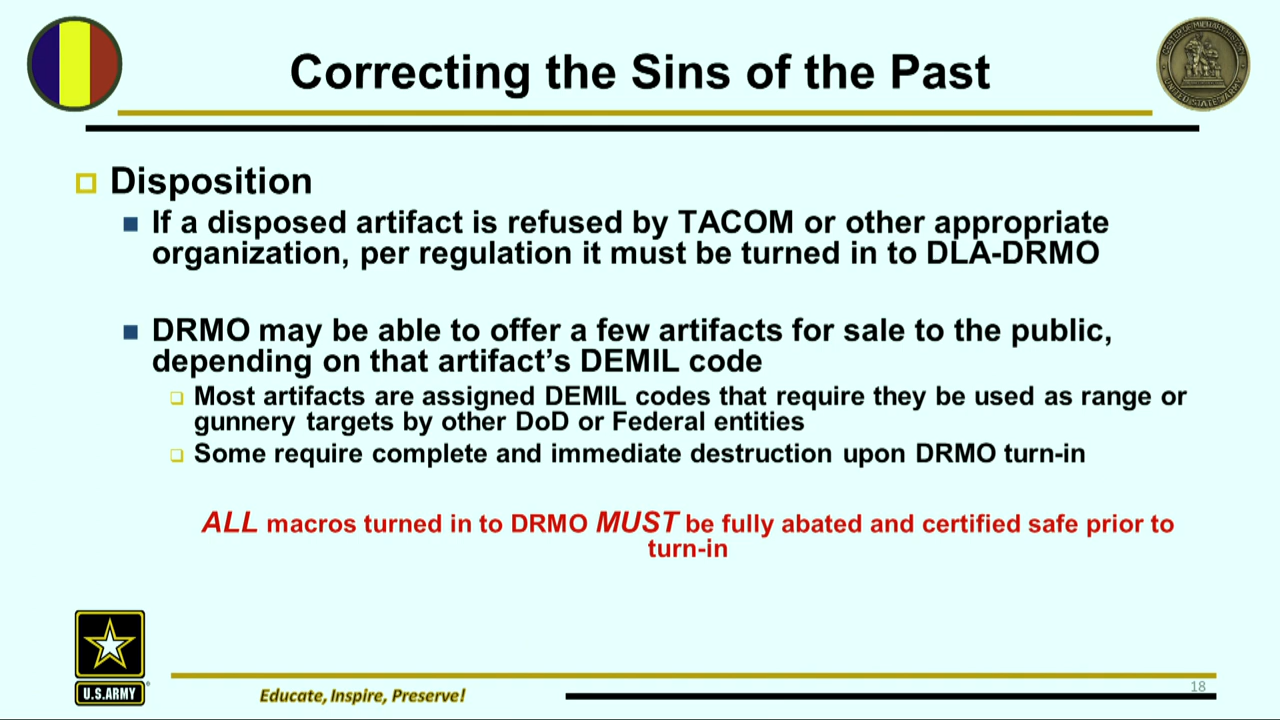 Correcting the Sins of the Past
Disposition
If a disposed artifact is refused by TACOM or other appropriate
organization, per regulation it must be turned in to DLA-DRMO
DRMO may be able to offer a few artifacts for sale to the public,
depending on that artifact's DEMIL code
Most artifacts are assigned DEMIL codes that require they be used as range or
gunnery targets by other DoD or Federal entities
Some require complete and immediate destruction upon DRMO turn-in
ALL macros turned in to DRMO MUST be fully abated and certified safe prior to
turn-in
U.S.ARMY
Educate, Inspire, Preserve!
18